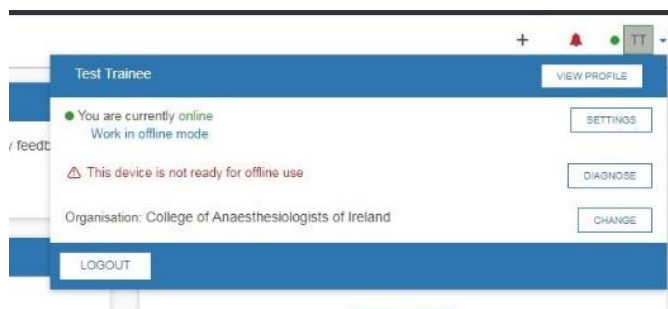 + TT
Test Trainee VIEW PROFILE
You are currently online SETTINGS
Work in offline mode
y feedb
This device is not ready for offline use DIAGNOSE
Organisation: College of Anaesthesiologists of Ireland CHANGE
LOGOUT